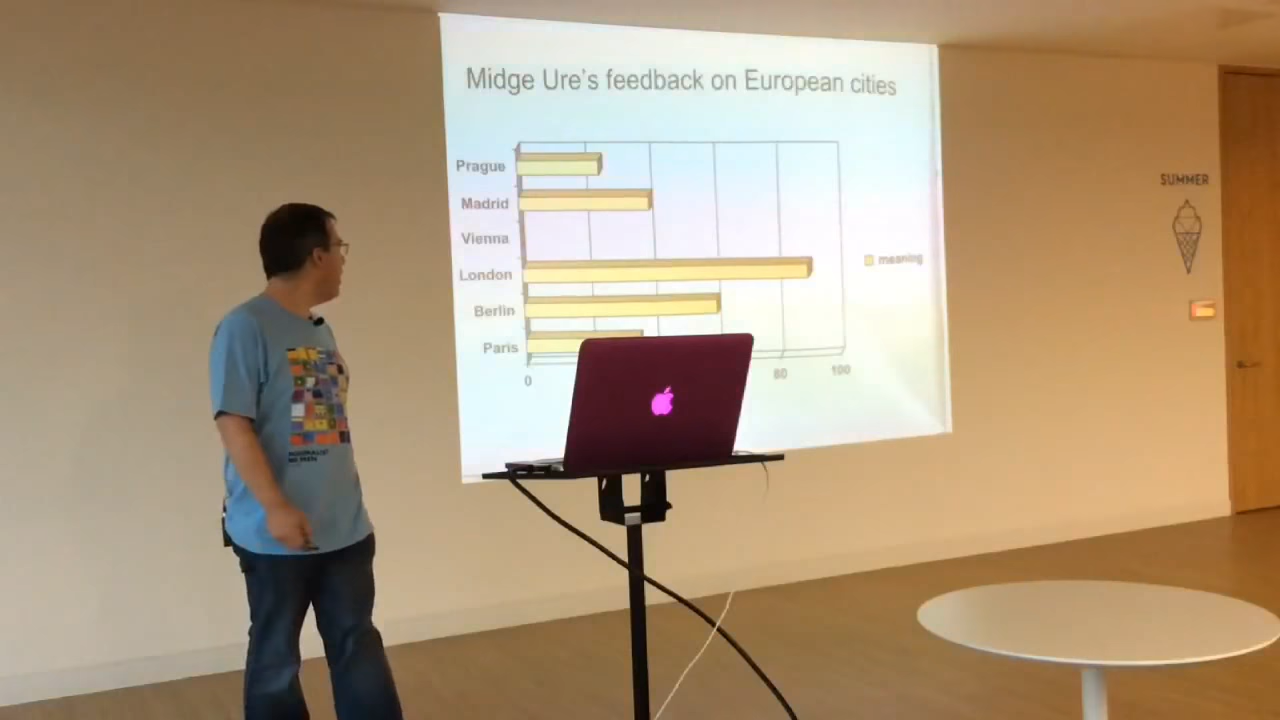 Midge Ure's feedback on European cities
Prague
Madrid
Vienna
London
Berlin
Paris
0
80
100
meaning
SUMMER